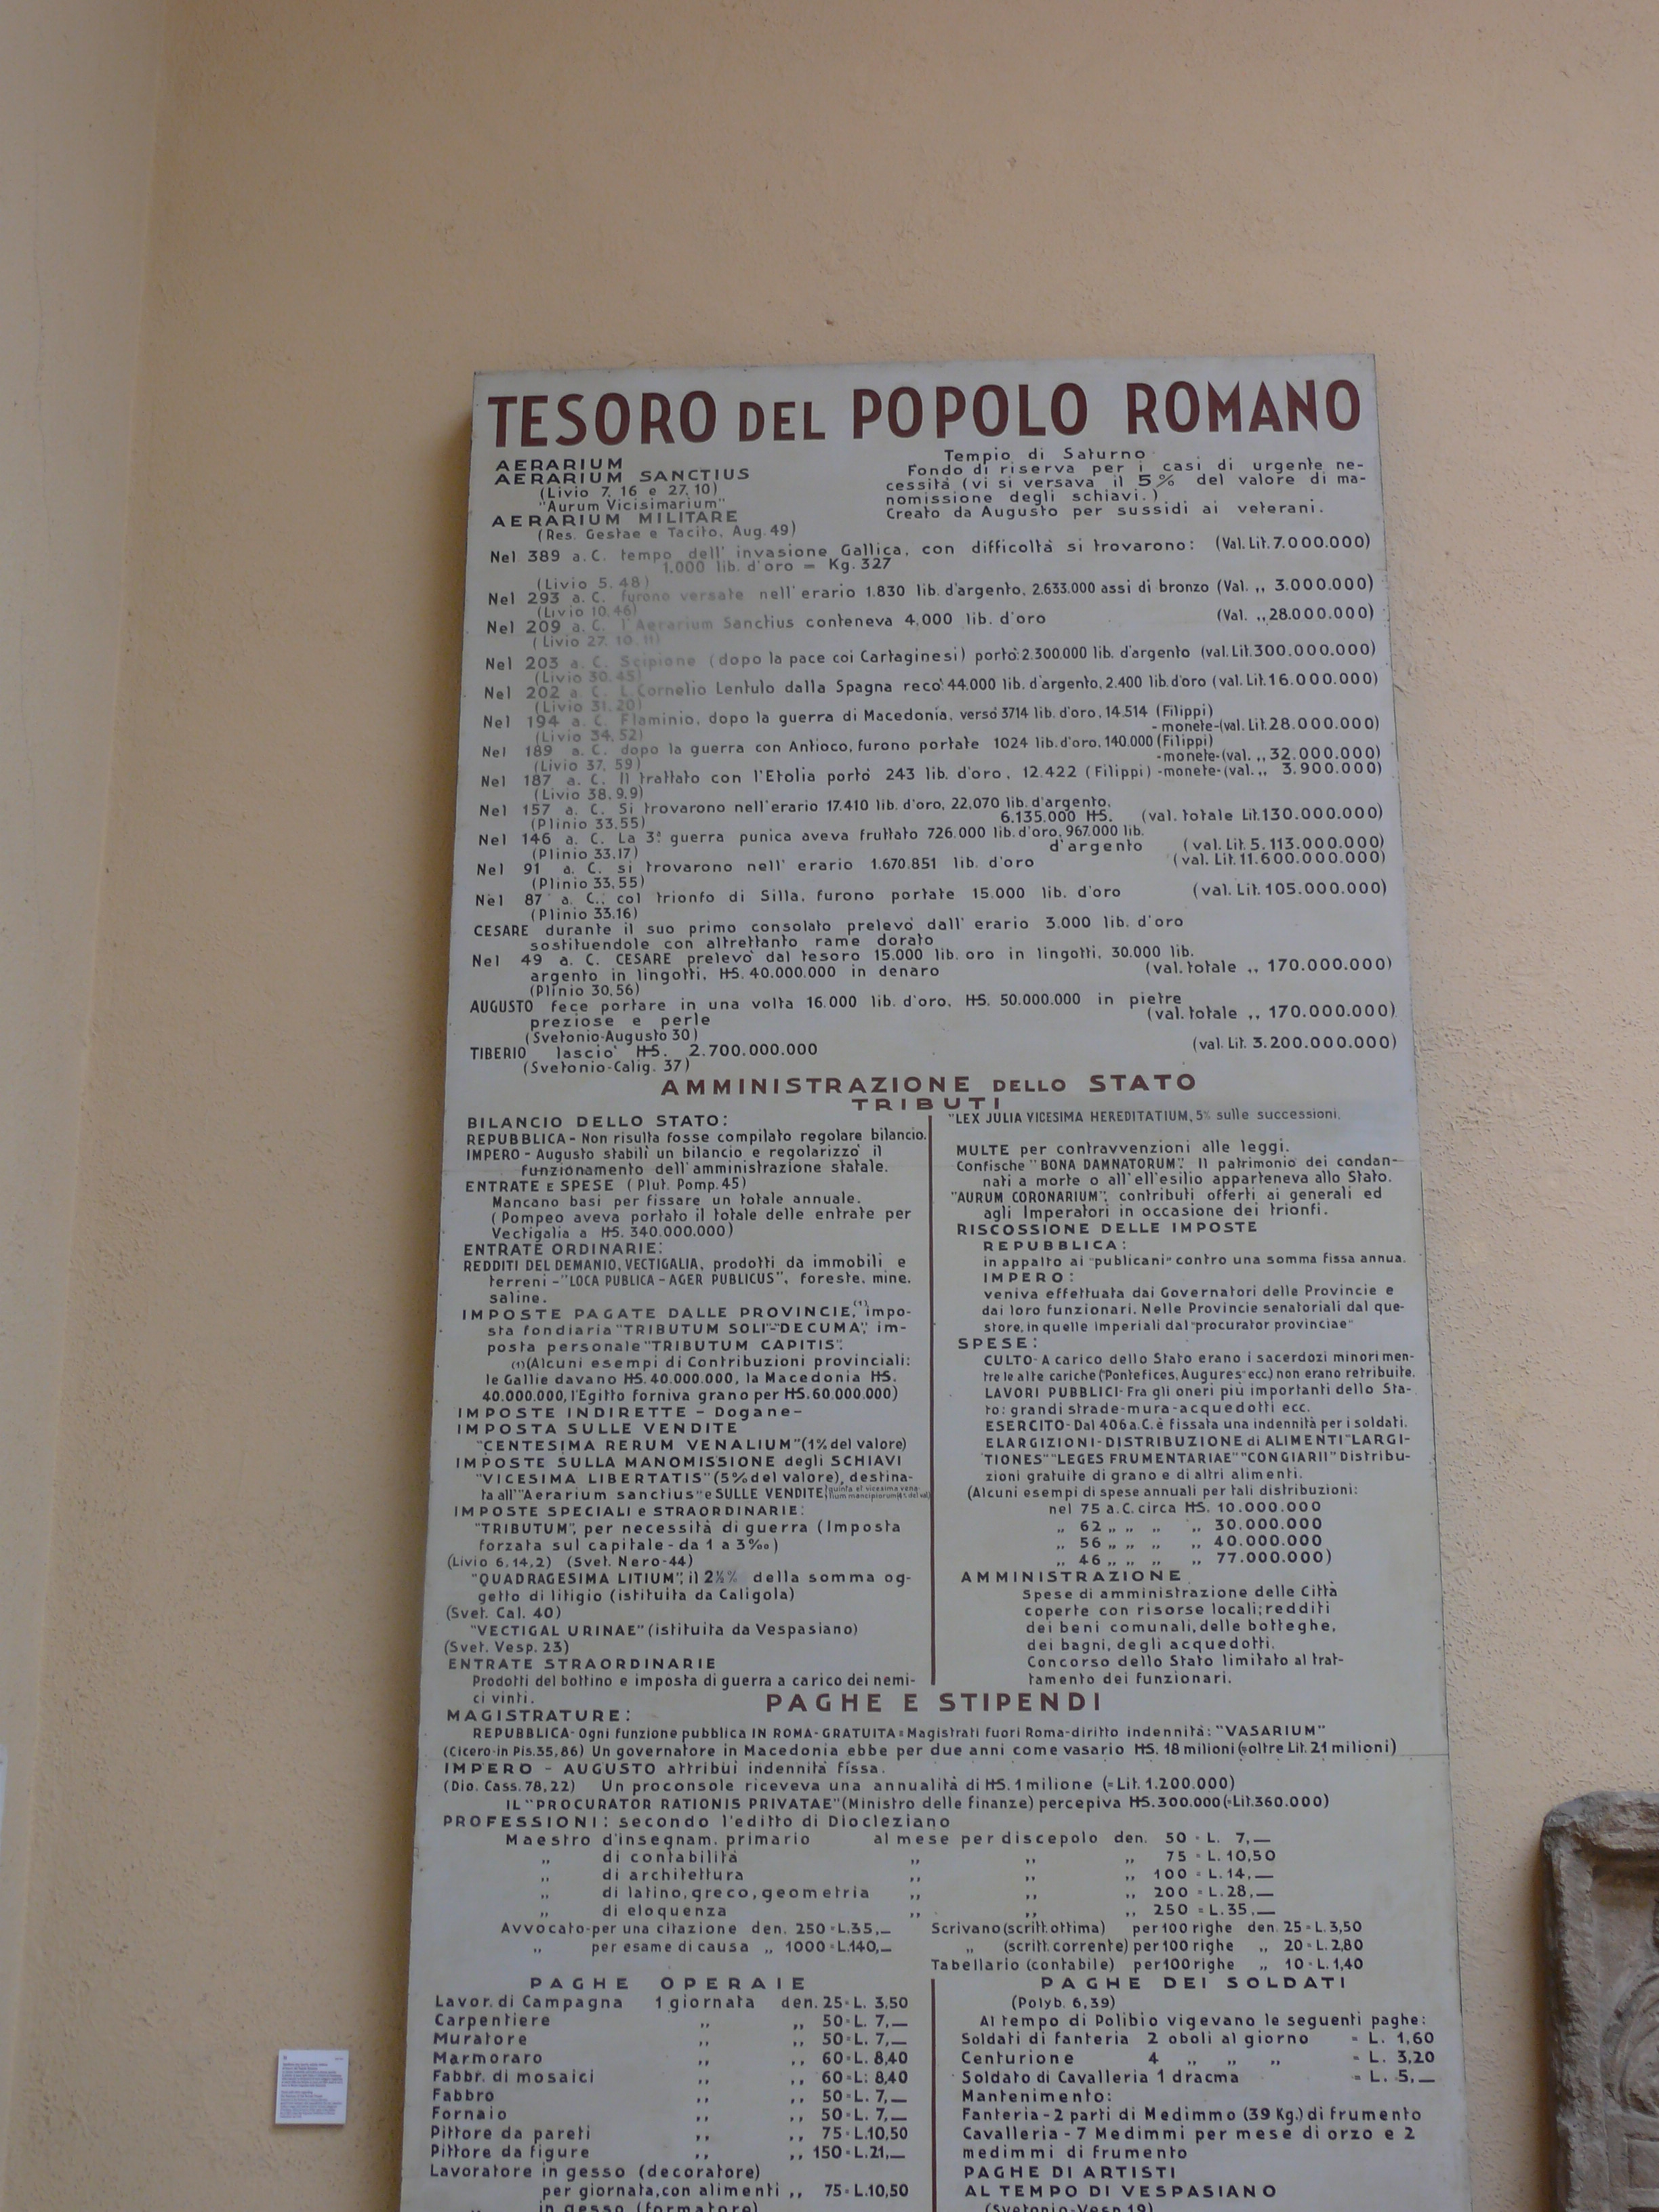 TESORO DEL POPOLO ROMANO
AERARIUM
AERARIUM SANCTIUS
(Livio 7, 16 e 27, 10)
"Aurum Vicisimarium"
AERARIUM MILITARE
(Res. Gestae e Tacito, Aug. 49)
Tempio di Saturno
Fondo di riserva per i casi di urgente ne-
cessità (vi si versava il 5% del valore di ma-
nomissione degli schiavi.)
Creato da Augusto per sussidi ai veterani.
Nel 389 a. C. tempo dell' invasione Gallica, con difficoltà si trovarono: (Val. Lit. 7.000.000)
1.000 lib. d'oro = Kg. 327
(Livio 5. 48)
Nel 293 a. C. furono versate nell' erario 1.830 lib. d'argento, 2.633.000 assi di bronzo (Val. ,, 3.000.000)
(Livio 10.46)
Nel 209 a. C. l'Aerarium Sanctius conteneva 4.000 lib. d'oro (Val. ,, 28.000.000)
(Livio 27. 10. 11)
Nel 203 a. C. Scipione (dopo la pace coi Cartaginesi) portò: 2.300.000 lib. d'argento (val. Lit. 300.000.000)
(Livio 30.45)
Nel 202 a C. L. Cornelio Lentulo dalla Spagna recò: 44.000 lib. d'argento, 2.400 lib. d'oro (val. Lit. 16.000.000)
(Livio 31. 20)
Nel 194 a. C. Flaminio, dopo la guerra di Macedonia, versò 3714 lib. d'oro, 14.514 (Filippi)
-monete-(val. Lit. 28.000.000)
(Livio 34, 52)
Nel 189 a. C. dopo la guerra con Antioco, furono portate 1024 lib. d'oro, 140.000 (Filippi)
-monete-(val. ,, 32.000.000)
(Livio 37, 59)
Nel 187 a. C. Il trattato con l'Etolia portò 243 lib. d'oro, 12.422 (Filippi) -monete-(val. ,, 3.900.000)
(Livio 38, 9.9)
Nel 157 a. C. Si trovarono nell'erario 17.410 lib. d'oro, 22,070 lib. d'argento,
6.135.000 HS. (val. totale Lit. 130.000.000)
(Plinio 33,55)
Nel 146 a. C. La 3ª guerra punica aveva fruttato 726.000 lib. d'oro, 967.000 lib.
d'argento (val. Lit. 5. 113.000.000)
(Plinio 33,17)
Nel 91 a. C. si trovarono nell' erario 1.670.851 lib. d'oro (val. Lit. 11.600.000.000)
(Plinio 33,55)
Nel 87 a. C.: col trionfo di Silla, furono portate 15.000 lib. d'oro (val. Lit. 105.000.000)
(Plinio 33,16)
CESARE durante il suo primo consolato prelevò dall' erario 3.000 lib. d'oro
sostituendole con altrettanto rame dorato
Nel 49 a. C. CESARE prelevò dal tesoro 15.000 lib. oro in lingotti, 30.000 lib.
argento in lingotti, HS. 40.000.000 in denaro (val. totale ,, 170.000.000)
(Plinio 30,56)
AUGUSTO fece portare in una volta 16.000 lib. d'oro, HS. 50.000.000 in pietre
preziose e perle (val. totale ,, 170.000.000)
(Svetonio-Augusto 30)
TIBERIO lasciò HS. 2.700.000.000 (val. Lit. 3.200.000.000)
(Svetonio-Calig. 37)
AMMINISTRAZIONE DELLO STATO
TRIBUTI
BILANCIO DELLO STATO:
REPUBBLICA - Non risulta fosse compilato regolare bilancio.
IMPERO - Augusto stabilì un bilancio e regolarizzò il
funzionamento dell'amministrazione statale.
ENTRATE E SPESE (Plut. Pomp. 45)
Mancano basi per fissare un totale annuale.
(Pompeo aveva portato il totale delle entrate per
Vectigalia a HS. 340.000.000)
ENTRATE ORDINARIE:
REDDITI DEL DEMANIO, VECTIGALIA, prodotti da immobili e
terreni - "LOCA PUBLICA - AGER PUBLICUS", foreste, mine,
saline.
IMPOSTE PAGATE DALLE PROVINCIE, (1) impo-
sta fondiaria "TRIBUTUM SOLI"-"DECUMA", im-
posta personale "TRIBUTUM CAPITIS".
(1)(Alcuni esempi di Contribuzioni provinciali:
le Gallie davano HS. 40.000.000, la Macedonia HS.
40.000.000, l'Egitto forniva grano per HS. 60.000.000)
IMPOSTE INDIRETTE - Dogane -
IMPOSTA SULLE VENDITE
"CENTESIMA RERUM VENALIUM" (1% del valore)
IMPOSTE SULLA MANOMISSIONE degli SCHIAVI
"VICESIMA LIBERTATIS" (5% del valore), destina-
ta all' "Aerarium sanctius" e SULLE VENDITE
IMPOSTE SPECIALI e STRAORDINARIE:
"TRIBUTUM", per necessità di guerra (Imposta
forzata sul capitale - da 1 a 3‰)
(Livio 6, 14, 2) (Svet. Nero-44)
"QUADRAGESIMA LITIUM", il 2½% della somma og-
getto di litigio (istituita da Caligola)
(Svet. Cal. 40)
"VECTIGAL URINAE" (istituita da Vespasiano)
(Svet. Vesp. 23)
ENTRATE STRAORDINARIE
Prodotti del bottino e imposta di guerra a carico dei nemi-
ci vinti.
"LEX JULIA VICESIMA HEREDITATIUM, 5% sulle successioni.
MULTE per contravvenzioni alle leggi.
Confische "BONA DAMNATORUM". Il patrimonio dei condan-
nati a morte o all'ell'esilio apparteneva allo Stato.
"AURUM CORONARIUM", contributi offerti ai generali ed
agli Imperatori in occasione dei trionfi.
RISCOSSIONE DELLE IMPOSTE
REPUBBLICA:
in appalto ai "publicani" contro una somma fissa annua.
IMPERO:
veniva effettuata dai Governatori delle Provincie e
dai loro funzionari. Nelle Provincie senatoriali dal que-
store, in quelle Imperiali dal "procurator provinciae"
SPESE:
CULTO - A carico dello Stato erano i sacerdozi minori men-
tre le alte cariche ("Pontefices, Augures" ecc.) non erano retribuite.
LAVORI PUBBLICI - Fra gli oneri più importanti dello Sta-
to: grandi strade - mura - acquedotti ecc.
ESERCITO - Dal 406 a.C. è fissata una indennità per i soldati.
ELARGIZIONI - DISTRIBUZIONE di ALIMENTI "LARGI-
TIONES" "LEGES FRUMENTARIAE" "CONGIARII" Distribu-
zioni gratuite di grano e di altri alimenti.
(Alcuni esempi di spese annuali per tali distribuzioni:
nel 75 a.C. circa HS. 10.000.000
,, 62 ,, ,, ,, ,, 30.000.000
,, 56 ,, ,, ,, ,, 40.000.000
,, 46 ,, ,, ,, ,, 77.000.000)
AMMINISTRAZIONE
Spese di amministrazione delle Città
coperte con risorse locali; redditi
dei beni comunali, delle botteghe,
dei bagni, degli acquedotti.
Concorso dello Stato limitato al trat-
tamento dei funzionari.
PAGHE E STIPENDI
MAGISTRATURE:
REPUBBLICA - Ogni funzione pubblica IN ROMA - GRATUITA = Magistrati fuori Roma - diritto indennità: "VASARIUM"
(Cicero-in Pis. 35, 86) Un governatore in Macedonia ebbe per due anni come vasario HS. 18 milioni (=oltre Lit. 21 milioni)
IMPERO - AUGUSTO attribuì indennità fissa.
(Dio. Cass. 78, 22) Un proconsole riceveva una annualità di HS. 1 milione (=Lit. 1.200.000)
IL "PROCURATOR RATIONIS PRIVATAE" (Ministro delle finanze) percepiva HS. 300.000 (=Lit. 360.000)
PROFESSIONI: secondo l'editto di Diocleziano
Maestro d'insegnam. primario al mese per discepolo den. 50 = L. 7,—
,, di contabilità ,, ,, ,, 75 = L. 10,50
,, di architettura ,, ,, ,, 100 = L. 14,—
,, di latino, greco, geometria ,, ,, ,, 200 = L. 28,—
,, di eloquenza ,, ,, ,, 250 = L. 35,—
Avvocato-per una citazione den. 250 = L. 35,—
,, per esame di causa ,, 1000 = L. 140,—
Scrivano (scritt. ottima) per 100 righe den. 25 = L. 3,50
,, (scritt. corrente) per 100 righe ,, 20 = L. 2,80
Tabellario (contabile) per 100 righe ,, 10 = L. 1,40
PAGHE OPERAIE
Lavor. di Campagna 1 giornata den. 25 = L. 3,50
Carpentiere ,, ,, 50 = L. 7,—
Muratore ,, ,, 50 = L. 7,—
Marmoraro ,, ,, 60 = L. 8,40
Fabbr. di mosaici ,, ,, 60 = L: 8,40
Fabbro ,, ,, 50 = L. 7,—
Fornaio ,, ,, 50 = L. 7,—
Pittore da pareti ,, ,, 75 = L. 10,50
Pittore da figure ,, ,, 150 = L. 21,—
Lavoratore in gesso (decoratore)
per giornata, con alimenti ,, 75 = L. 10,50
,, in gesso (formatore)
PAGHE DEI SOLDATI
(Polyb. 6, 39)
Al tempo di Polibio vigevano le seguenti paghe:
Soldati di fanteria 2 oboli al giorno = L. 1,60
Centurione 4 ,, ,, ,, = L. 3,20
Soldato di Cavalleria 1 dracma = L. 5,—
Mantenimento:
Fanteria - 2 parti di Medimmo (39 Kg.) di frumento
Cavalleria - 7 Medimmi per mese di orzo e 2
medimmi di frumento
PAGHE DI ARTISTI
AL TEMPO DI VESPASIANO
(Svetonio-Vesp. 19)